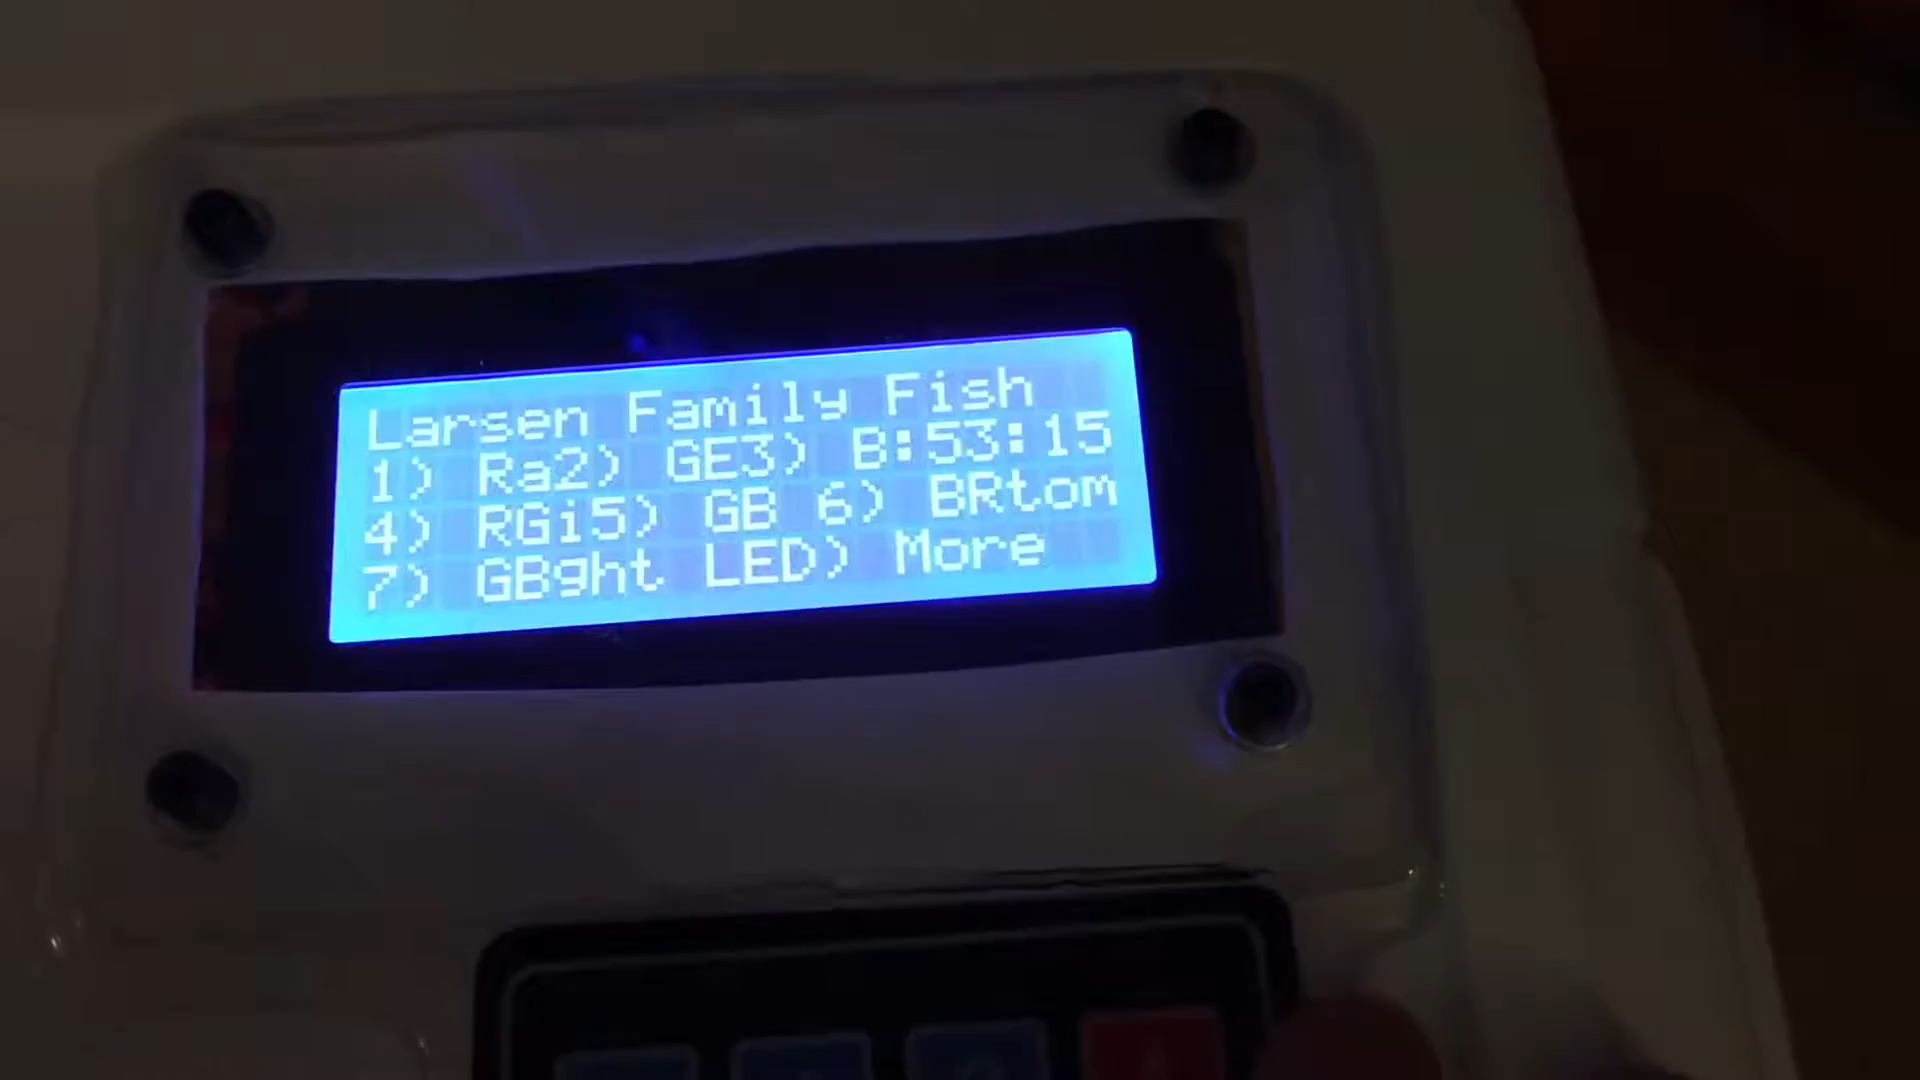 Larsen Family Fish
1) Ra2) GE3) B:53:15
4) RGi5) GB 6) BRtom
7) GBght LED) More